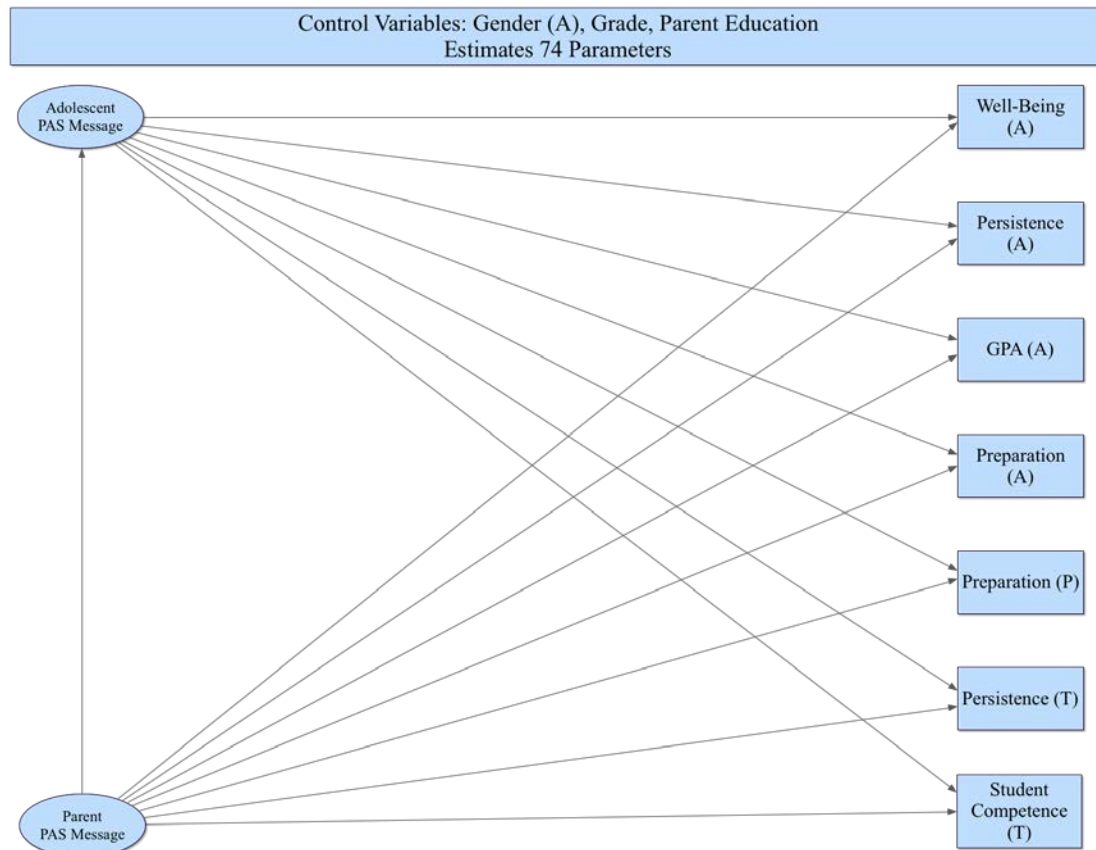 Control Variables: Gender (A), Grade, Parent Education
Estimates 74 Parameters
Adolescent
PAS Message
Well-Being
(A)
Persistence
(A)
GPA (A)
Preparation
(A)
Preparation (P)
Persistence (T)
Student
Competence
(T)
Parent
PAS Message